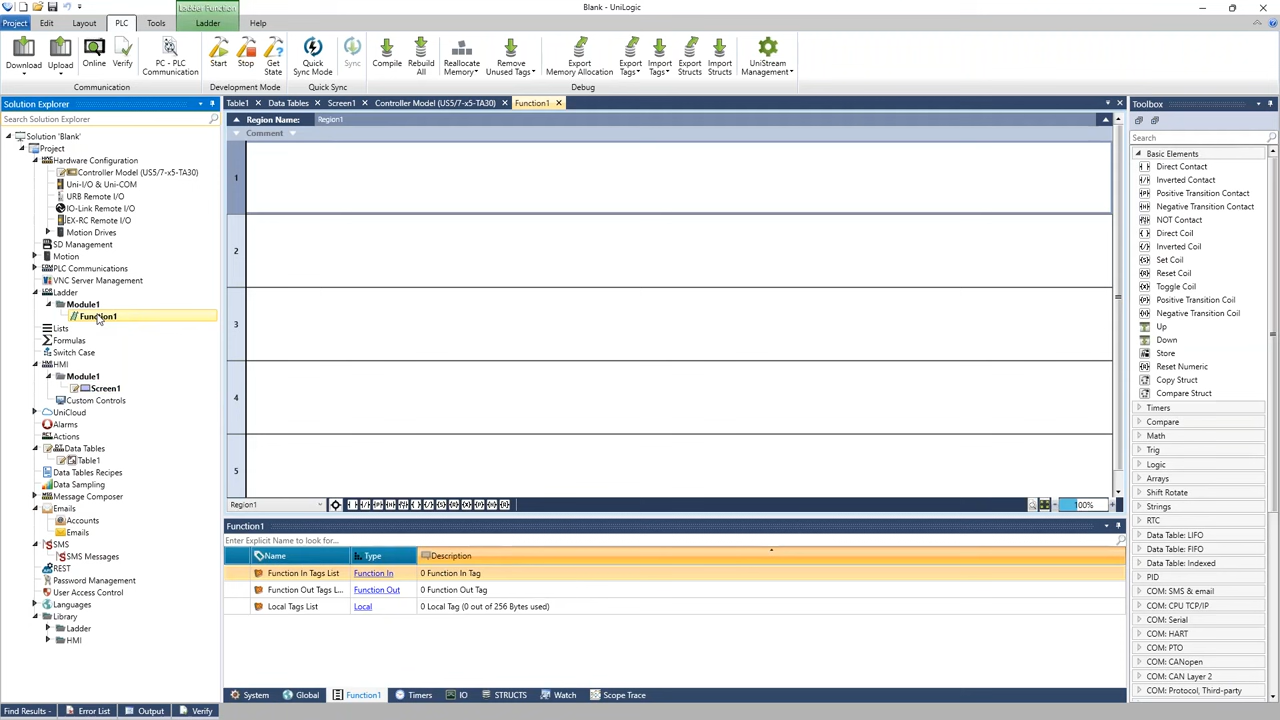 Ladder Function
Blank - UniLogic
Project Edit Layout PLC Tools Ladder Help
Download Upload Online Verify PC - PLC Communication Start Stop Get State Quick Sync Mode Sync Compile Rebuild All Reallocate Memory Remove Unused Tags Export Memory Allocation Export Tags Import Tags Export Structs Import Structs UniStream Management
Communication Development Mode Quick Sync Debug
Solution Explorer
Search Solution Explorer
Solution 'Blank'
Project
Hardware Configuration
Controller Model (US5/7-x5-TA30)
Uni-I/O & Uni-COM
URB Remote I/O
IO-Link Remote I/O
EX-RC Remote I/O
Motion Drives
SD Management
Motion
PLC Communications
VNC Server Management
Ladder
Module1
Function1
Lists
Formulas
Switch Case
HMI
Module1
Screen1
Custom Controls
UniCloud
Alarms
Actions
Data Tables
Table1
Data Tables Recipes
Data Sampling
Message Composer
Emails
Accounts
Emails
SMS
SMS Messages
REST
Password Management
User Access Control
Languages
Library
Ladder
HMI
Table1 Data Tables Screen1 Controller Model (US5/7-x5-TA30) Function1
Region Name: Region1
Comment
1
2
3
4
5
Region1
100%
Function1
Enter Explicit Name to look for...
Name Type Description
Function In Tags List Function In 0 Function In Tag
Function Out Tags L... Function Out 0 Function Out Tag
Local Tags List Local 0 Local Tag (0 out of 256 Bytes used)
System Global Function1 Timers IO STRUCTS Watch Scope Trace
Toolbox
Search
Basic Elements
Direct Contact
Inverted Contact
Positive Transition Contact
Negative Transition Contact
NOT Contact
Direct Coil
Inverted Coil
Set Coil
Reset Coil
Toggle Coil
Positive Transition Coil
Negative Transition Coil
Up
Down
Store
Reset Numeric
Copy Struct
Compare Struct
Timers
Compare
Math
Trig
Logic
Arrays
Shift Rotate
Strings
RTC
Data Table: LIFO
Data Table: FIFO
Data Table: Indexed
PID
COM: SMS & email
COM: CPU TCP/IP
COM: Serial
COM: HART
COM: PTO
COM: CANopen
COM: CAN Layer 2
COM: Protocol, Third-party
Find Results - Error List Output Verify